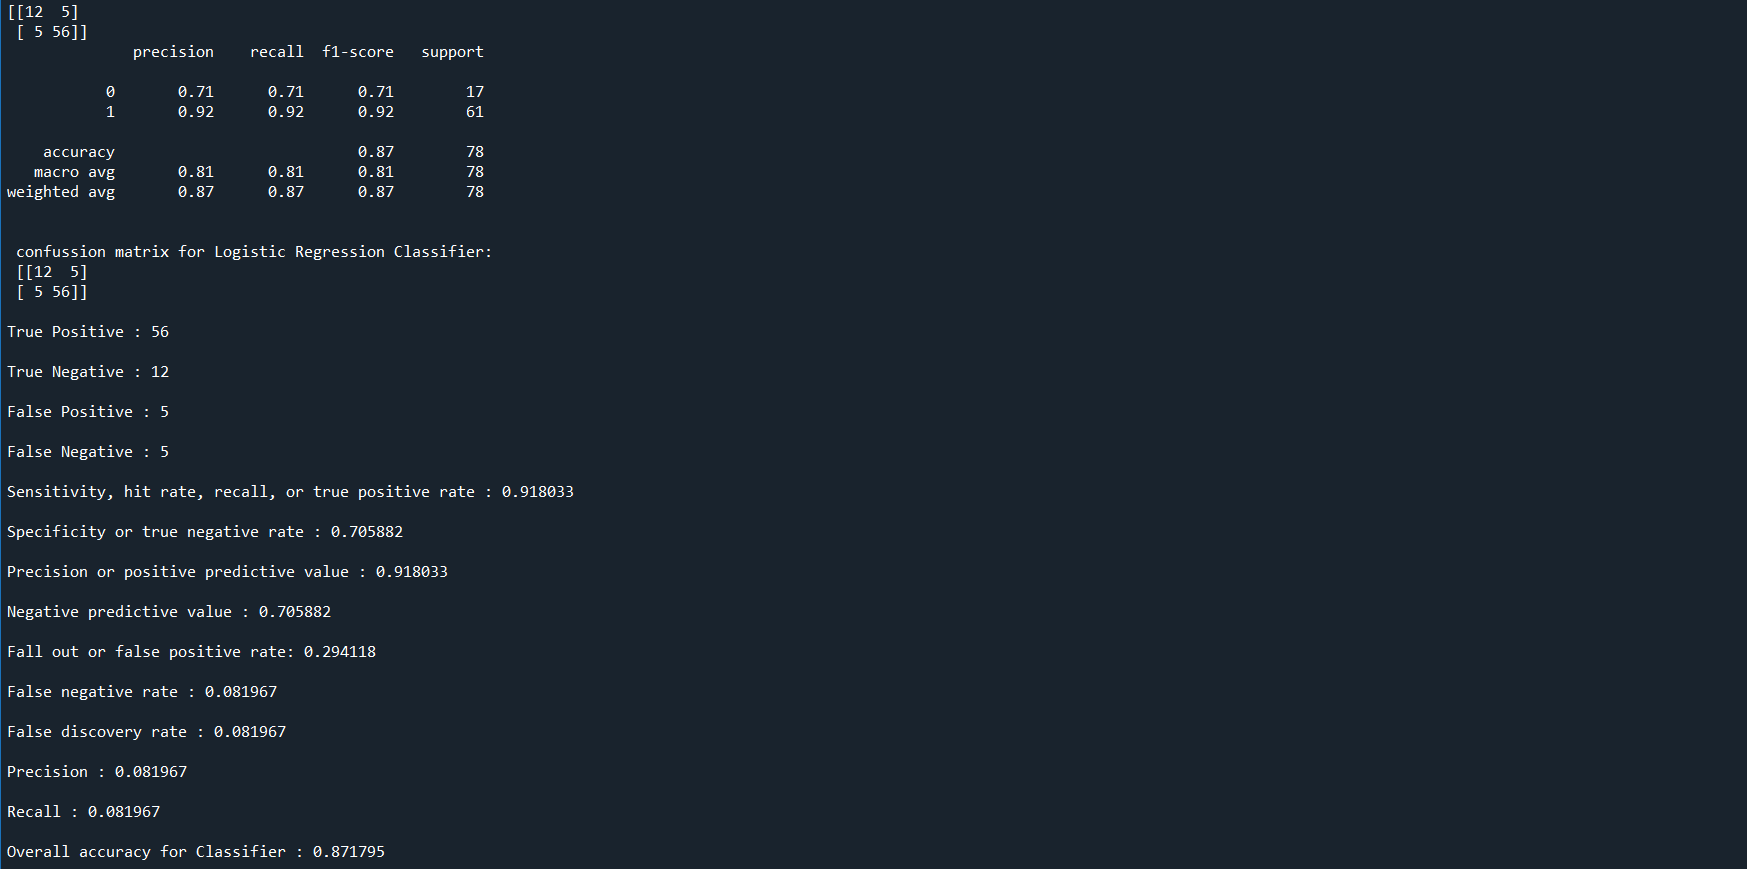 [[12  5]
 [ 5 56]]
              precision    recall  f1-score   support

           0       0.71      0.71      0.71        17
           1       0.92      0.92      0.92        61

    accuracy                           0.87        78
   macro avg       0.81      0.81      0.81        78
weighted avg       0.87      0.87      0.87        78

 confussion matrix for Logistic Regression Classifier:
 [[12  5]
 [ 5 56]]

True Positive : 56

True Negative : 12

False Positive : 5

False Negative : 5

Sensitivity, hit rate, recall, or true positive rate : 0.918033

Specificity or true negative rate : 0.705882

Precision or positive predictive value : 0.918033

Negative predictive value : 0.705882

Fall out or false positive rate: 0.294118

False negative rate : 0.081967

False discovery rate : 0.081967

Precision : 0.081967

Recall : 0.081967

Overall accuracy for Classifier : 0.871795